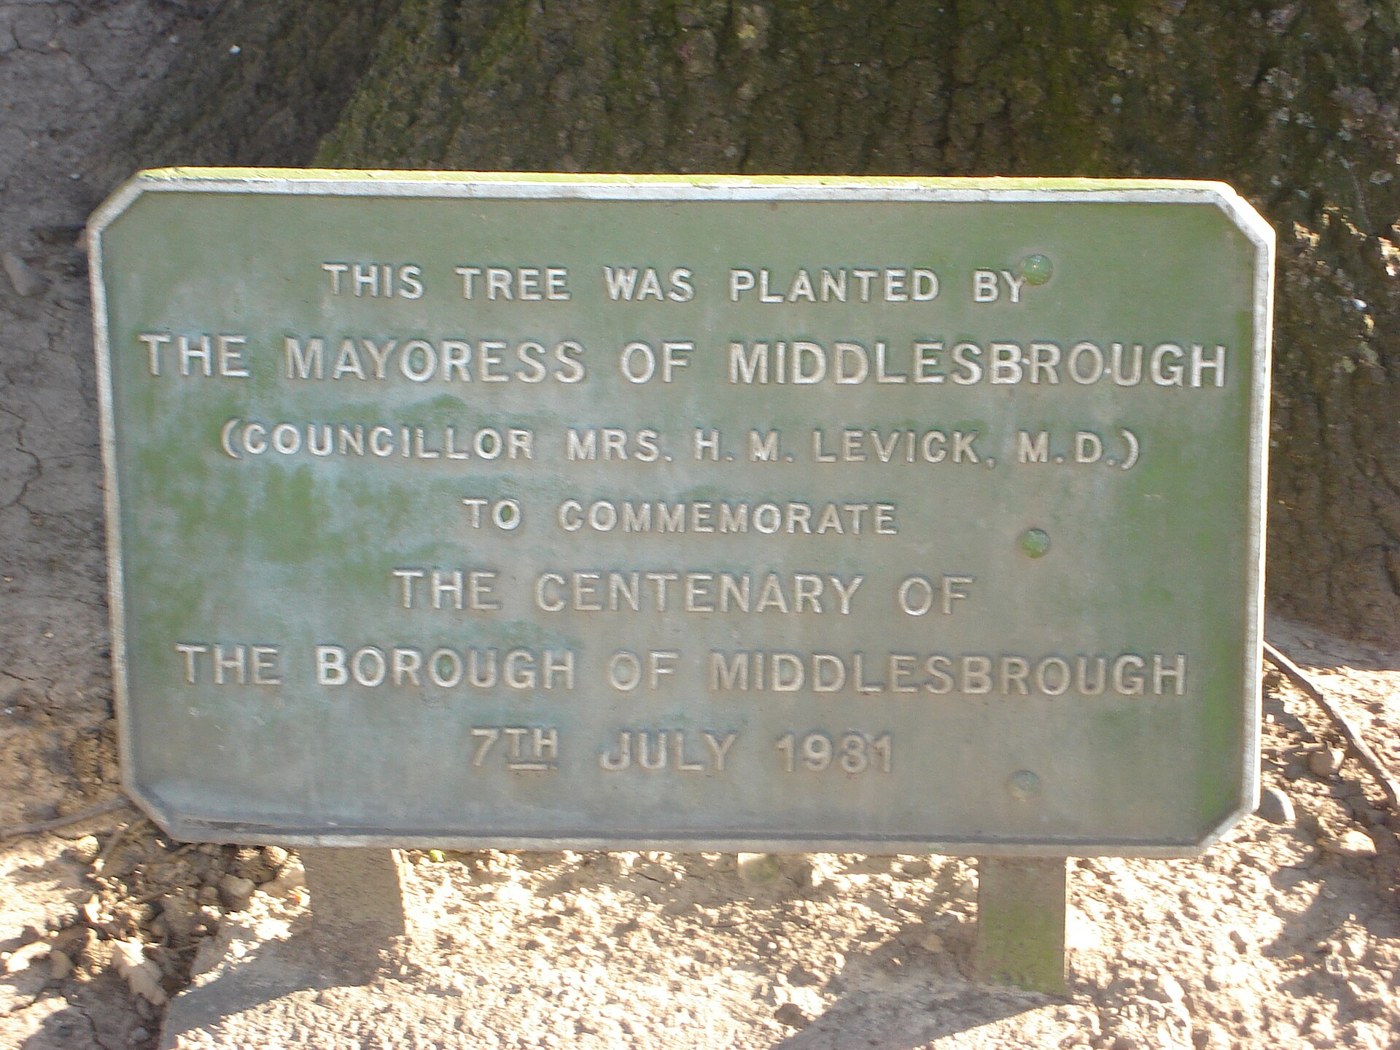 THIS TREE WAS PLANTED BY
THE MAYORESS OF MIDDLESBROUGH
(COUNCILLOR MRS. H. M. LEVICK, M.D.)
TO COMMEMORATE
THE CENTENARY OF
THE BOROUGH OF MIDDLESBROUGH
7TH JULY 1931